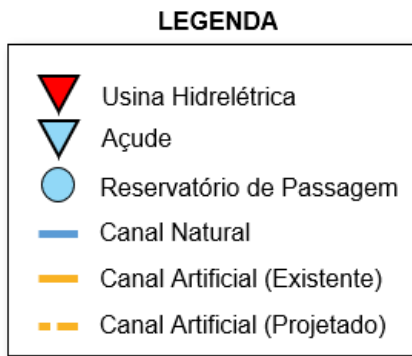 LEGENDA
Usina Hidrelétrica
Açude
Reservatório de Passagem
Canal Natural
Canal Artificial (Existente)
Canal Artificial (Projetado)